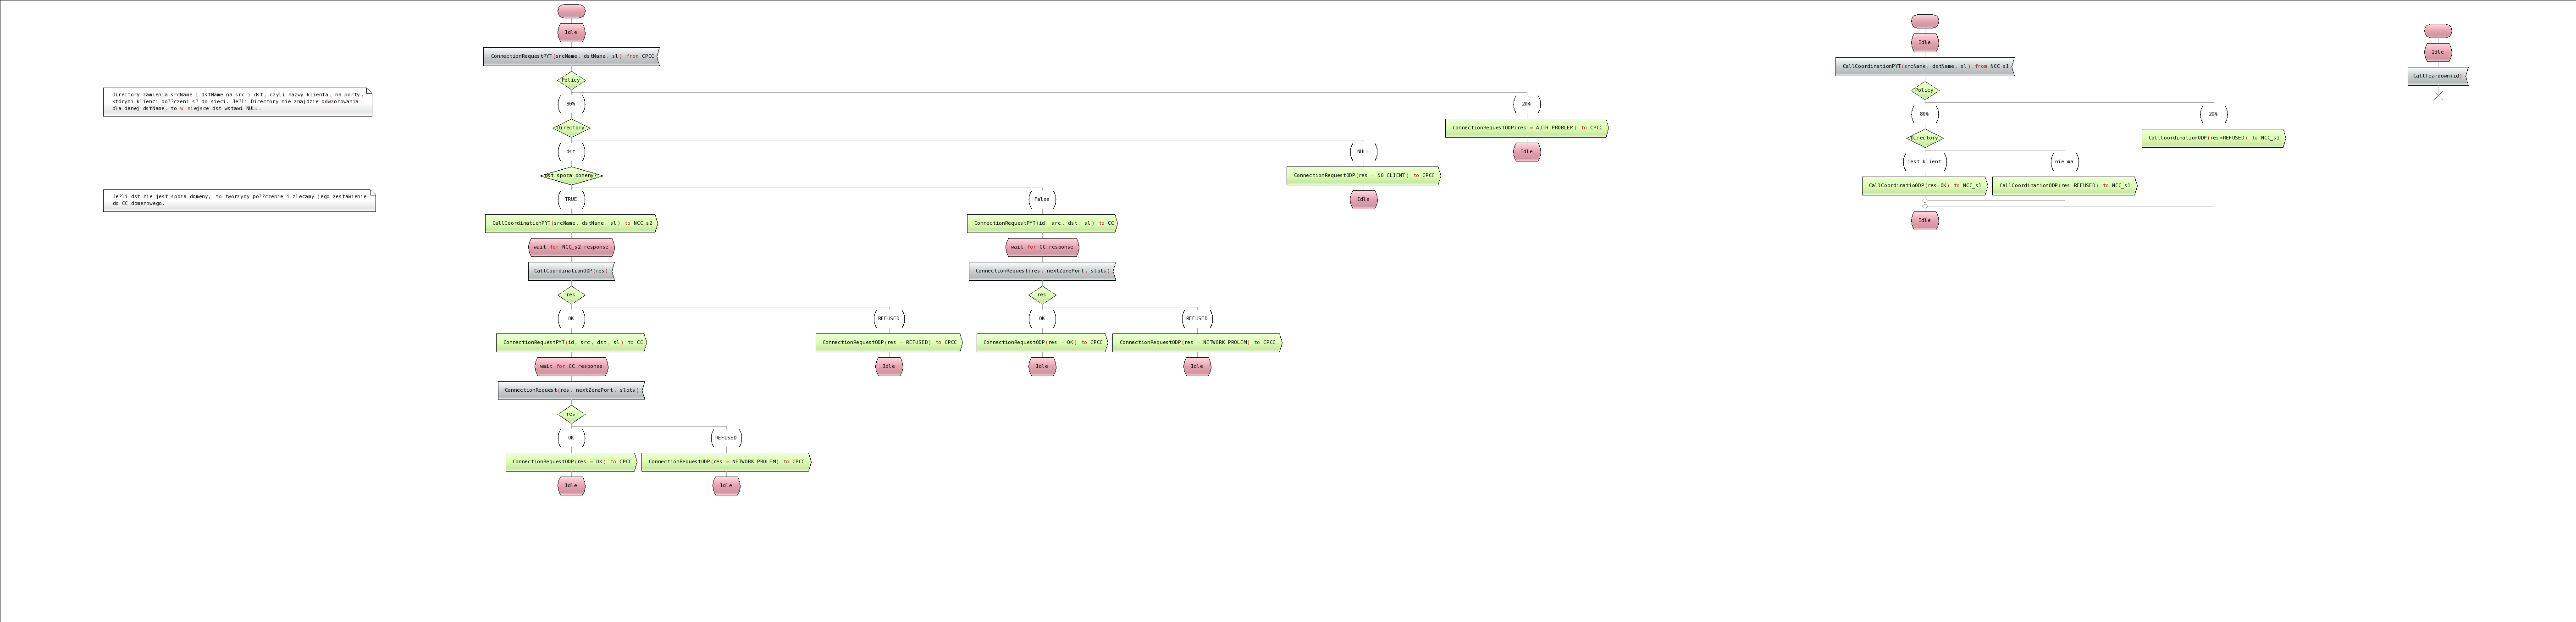 Directory zamienia srcName i dstName na src i dst, czyli nazwy klienta, na porty,
którymi klienci do??czeni s? do sieci. Je?li Directory nie znajdzie odwzorowania
dla danej dstName, to w miejsce dst wstawi NULL.
Je?li dst nie jest spoza domeny, to tworzymy po??czenie i zlecamy jego zestawienie
do CC domenowego.
Idle
ConnectionRequestPYT(srcName, dstName, sl) from CPCC
Policy
80%
20%
Directory
ConnectionRequestODP(res = AUTH PROBLEM) to CPCC
dst
NULL
Idle
dst spoza domeny?
ConnectionRequestODP(res = NO CLIENT) to CPCC
TRUE
False
Idle
CallCoordinationPYT(srcName, dstName, sl) to NCC_s2
ConnectionRequestPYT(id, src, dst, sl) to CC
wait for NCC_s2 response
wait for CC response
CallCoordinationODP(res)
ConnectionRequest(res, nextZonePort, slots)
res
res
OK
REFUSED
OK
REFUSED
ConnectionRequestPYT(id, src, dst, sl) to CC
ConnectionRequestODP(res = REFUSED) to CPCC
ConnectionRequestODP(res = OK) to CPCC
ConnectionRequestODP(res = NETWORK PROLEM) to CPCC
wait for CC response
Idle
Idle
Idle
ConnectionRequest(res, nextZonePort, slots)
res
OK
REFUSED
ConnectionRequestODP(res = OK) to CPCC
ConnectionRequestODP(res = NETWORK PROLEM) to CPCC
Idle
Idle
Idle
CallCoordinationPYT(srcName, dstName, sl) from NCC_s1
Policy
80%
20%
Directory
CallCoordinationODP(res=REFUSED) to NCC_s1
jest klient
nie ma
CallCoordinatioODP(res=OK) to NCC_s1
CallCoordinationODP(res=REFUSED) to NCC_s1
Idle
Idle
CallTeardown(id)